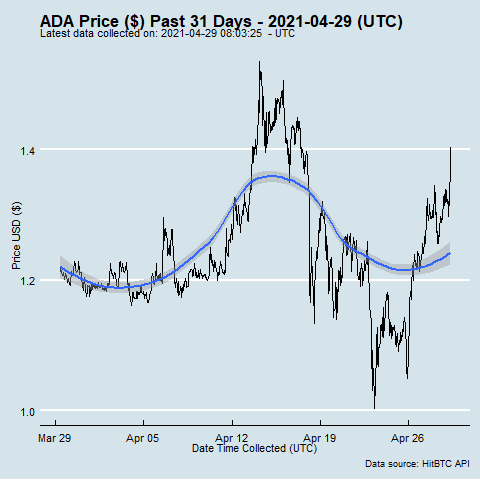 ADA Price ($) Past 31 Days - 2021-04-29 (UTC)
Latest data collected on: 2021-04-29 08:03:25 - UTC
1.4
1.2
1.0
Price USD ($)
Mar 29
Apr 05
Apr 12
Apr 19
Apr 26
Date Time Collected (UTC)
Data source: HitBTC API